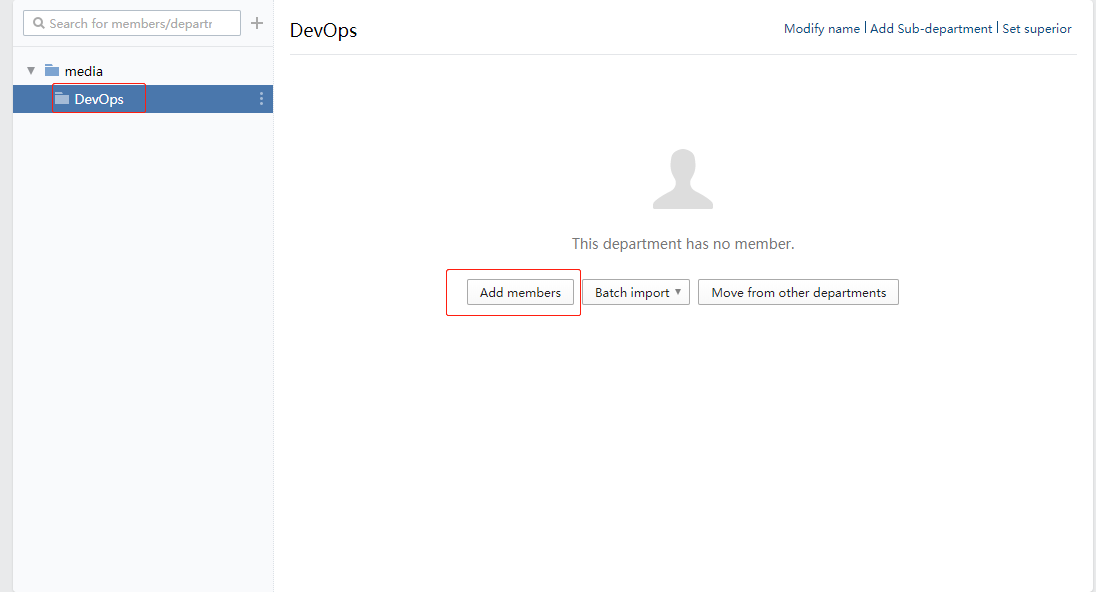 Search for members/departr
media
DevOps
DevOps
Modify name | Add Sub-department | Set superior
This department has no member.
Add members
Batch import
Move from other departments